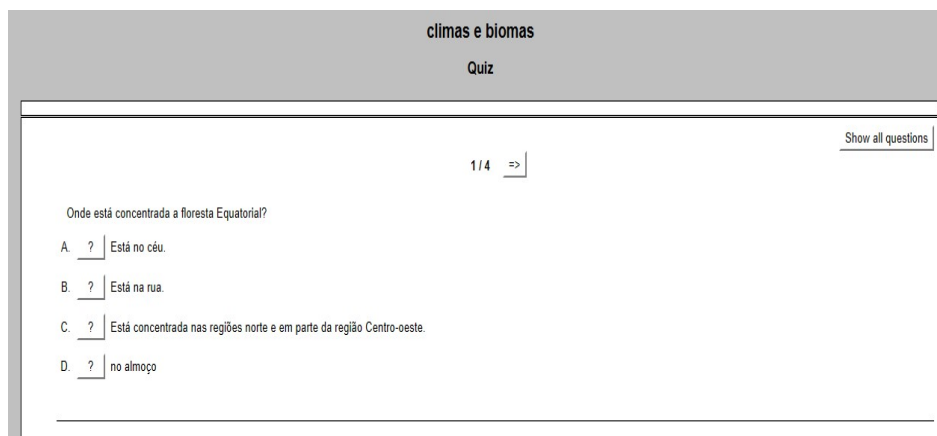 climas e biomas
Quiz
Show all questions
1 / 4 =>
Onde está concentrada a floresta Equatorial?
A. ? Está no céu.
B. ? Está na rua.
C. ? Está concentrada nas regiões norte e em parte da região Centro-oeste.
D. ? no almoço